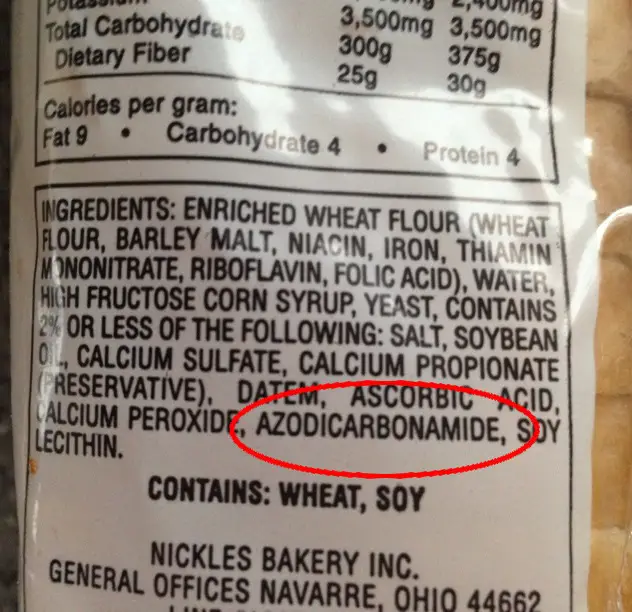 Total Carbohydrate 300g 375g
Dietary Fiber 25g 30g
3,500mg 3,500mg
Calories per gram:
Fat 9 • Carbohydrate 4 • Protein 4
INGREDIENTS: ENRICHED WHEAT FLOUR (WHEAT
FLOUR, BARLEY MALT, NIACIN, IRON, THIAMIN
MONONITRATE, RIBOFLAVIN, FOLIC ACID), WATER,
HIGH FRUCTOSE CORN SYRUP, YEAST, CONTAINS
2% OR LESS OF THE FOLLOWING: SALT, SOYBEAN
OIL, CALCIUM SULFATE, CALCIUM PROPIONATE
(PRESERVATIVE), DATEM, ASCORBIC ACID,
CALCIUM PEROXIDE, AZODICARBONAMIDE, SOY
LECITHIN.
CONTAINS: WHEAT, SOY
NICKLES BAKERY INC.
GENERAL OFFICES NAVARRE, OHIO 44662